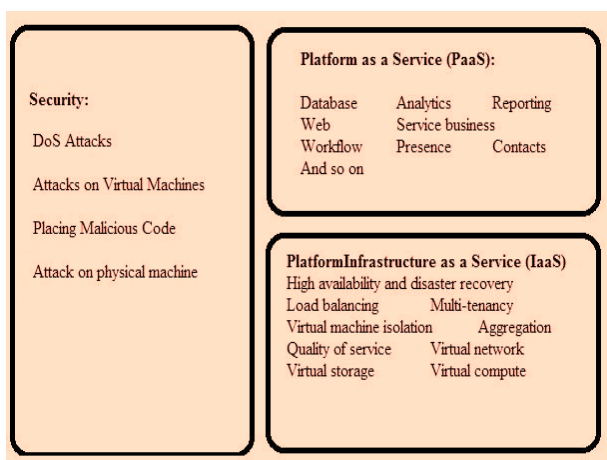 Security:
DoS Attacks
Attacks on Virtual Machines
Placing Malicious Code
Attack on physical machine
Platform as a Service (PaaS):
Database Analytics Reporting
Web Service business
Workflow Presence Contacts
And so on
PlatformInfrastructure as a Service (IaaS)
High availability and disaster recovery
Load balancing Multi-tenancy
Virtual machine isolation Aggregation
Quality of service Virtual network
Virtual storage Virtual compute